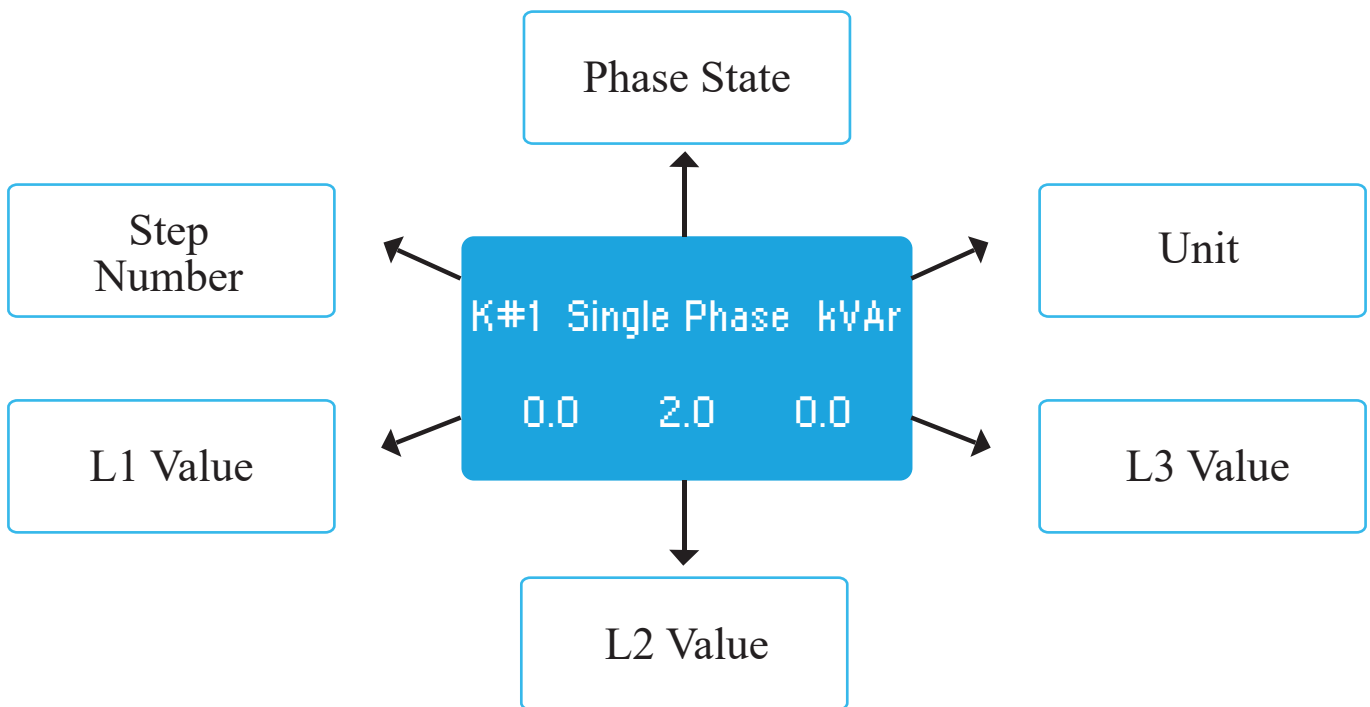 Phase State
Step
Number
Unit
K#1 Single Phase kVAr
0.0 2.0 0.0
L1 Value
L3 Value
L2 Value